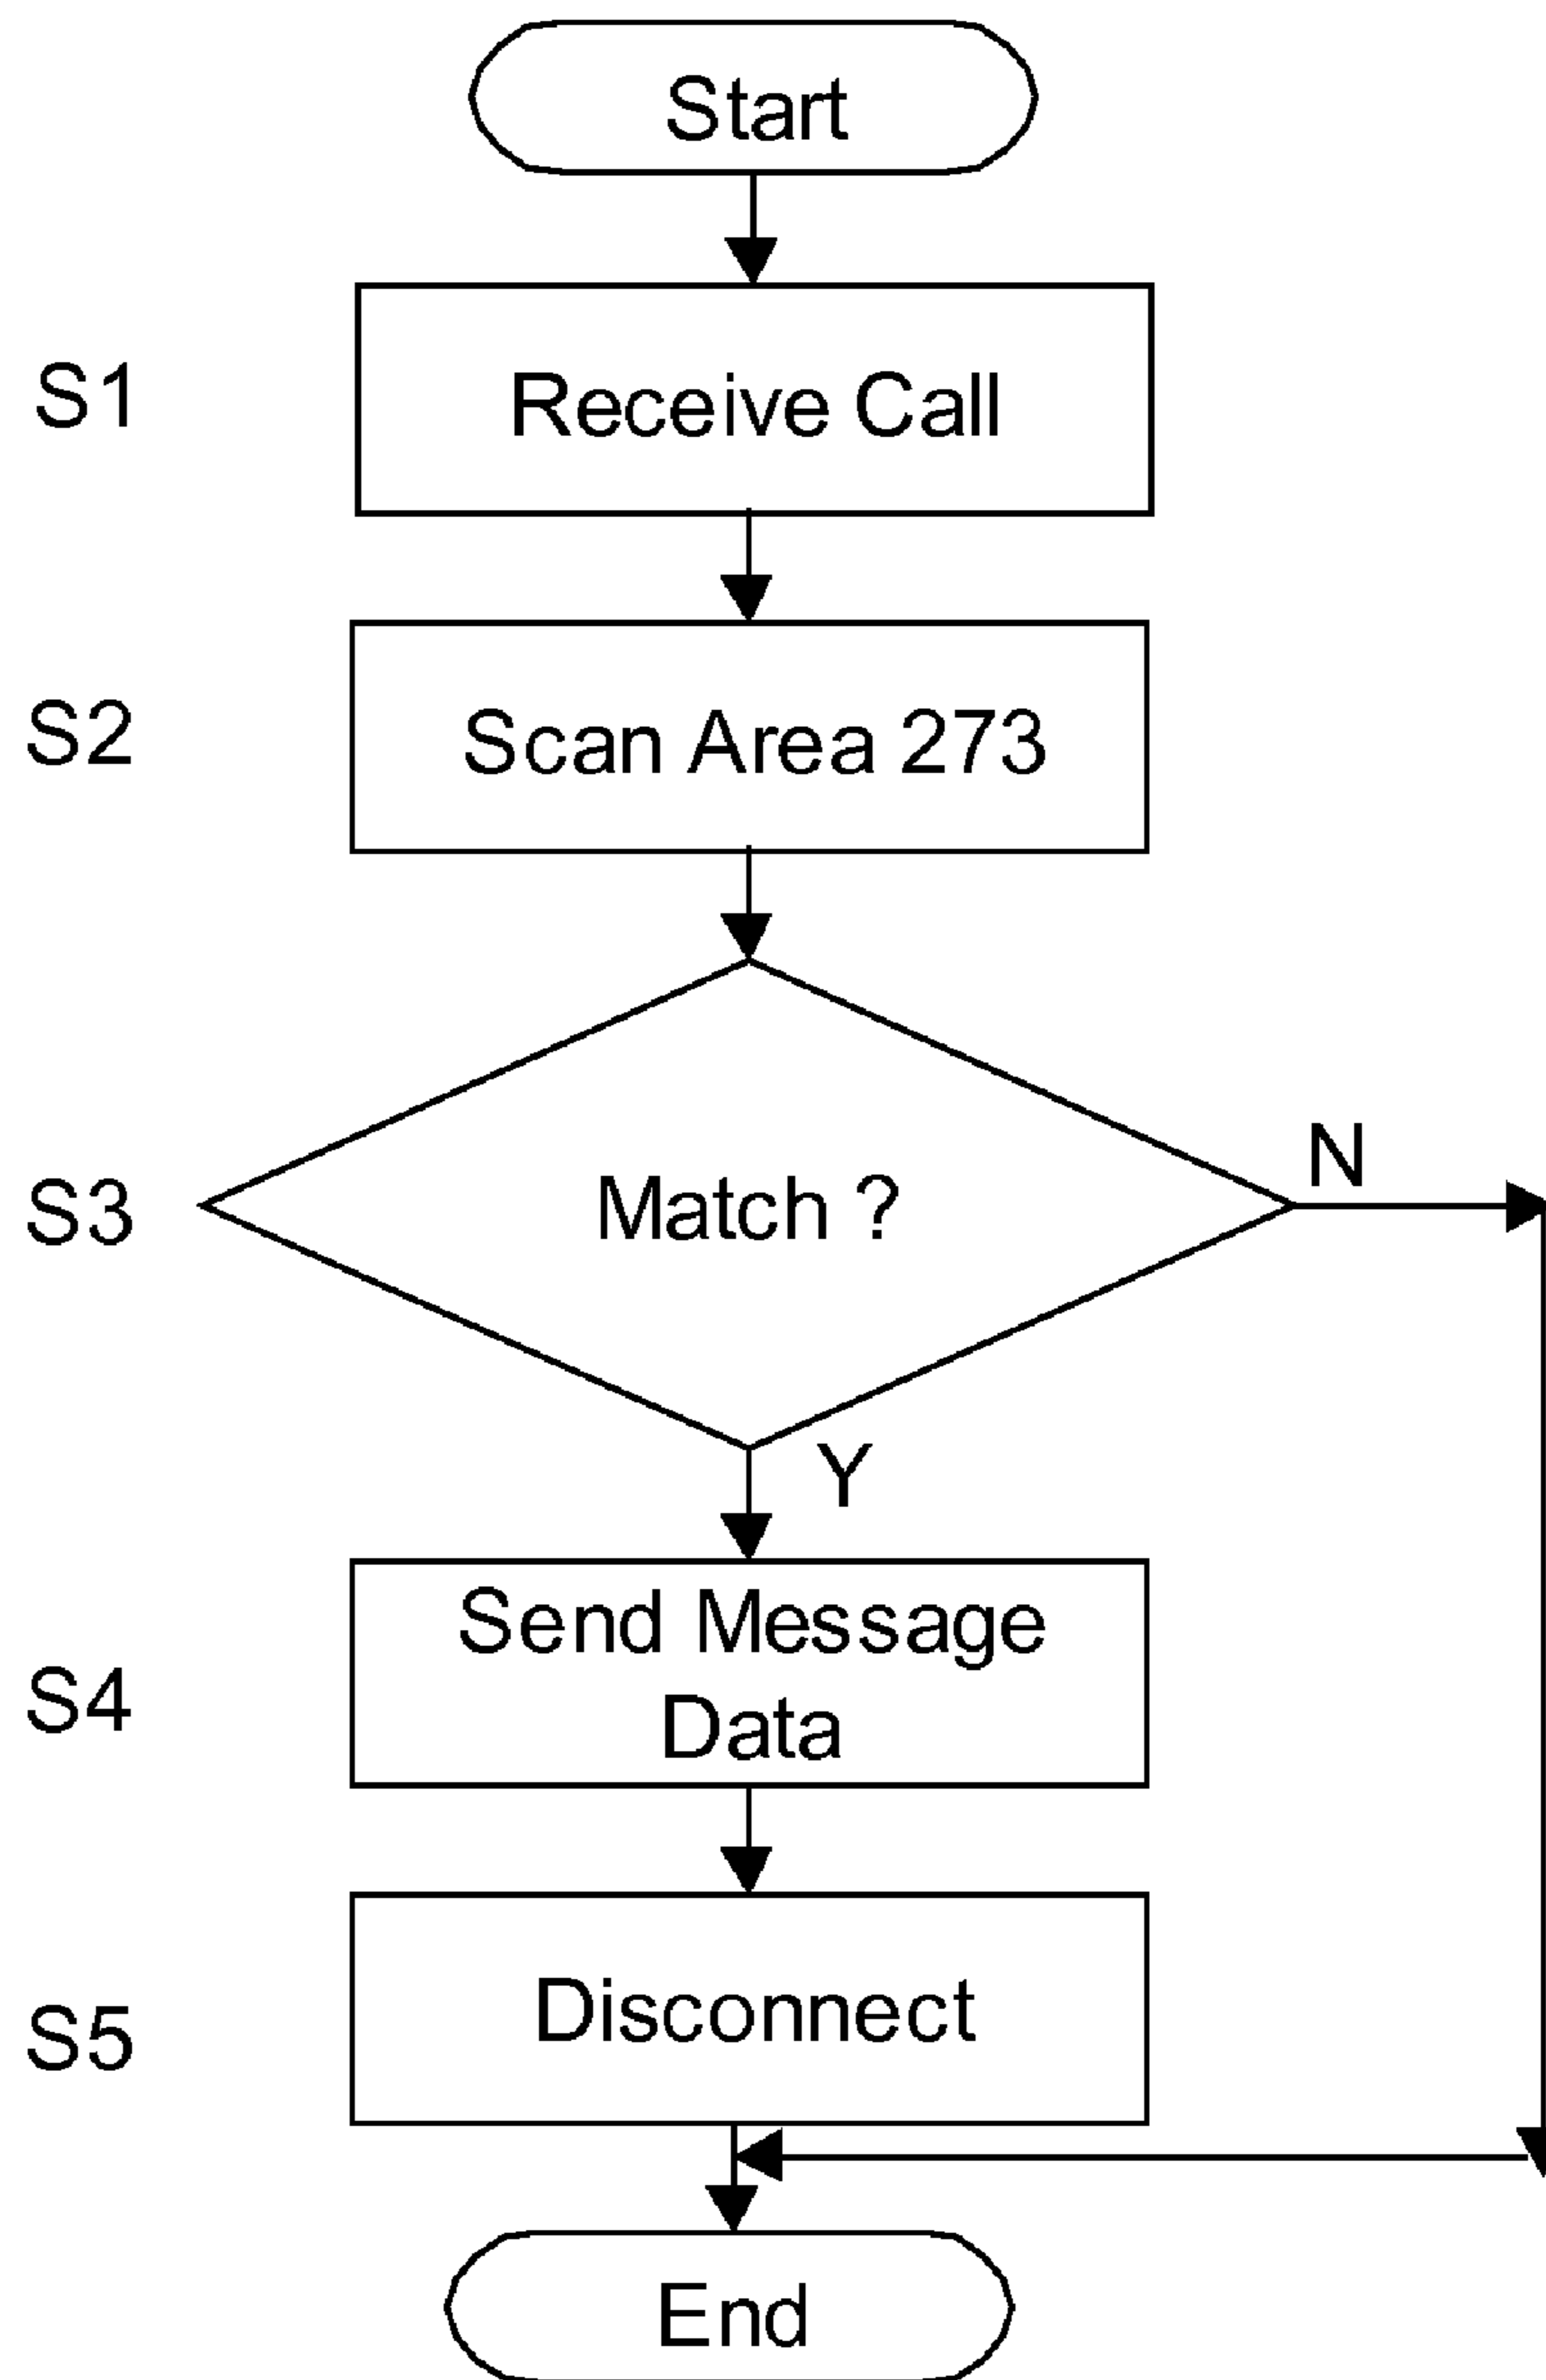 Start
S1
Receive Call
S2
Scan Area 273
S3
Match ?
N
Y
S4
Send Message
Data
S5
Disconnect
End